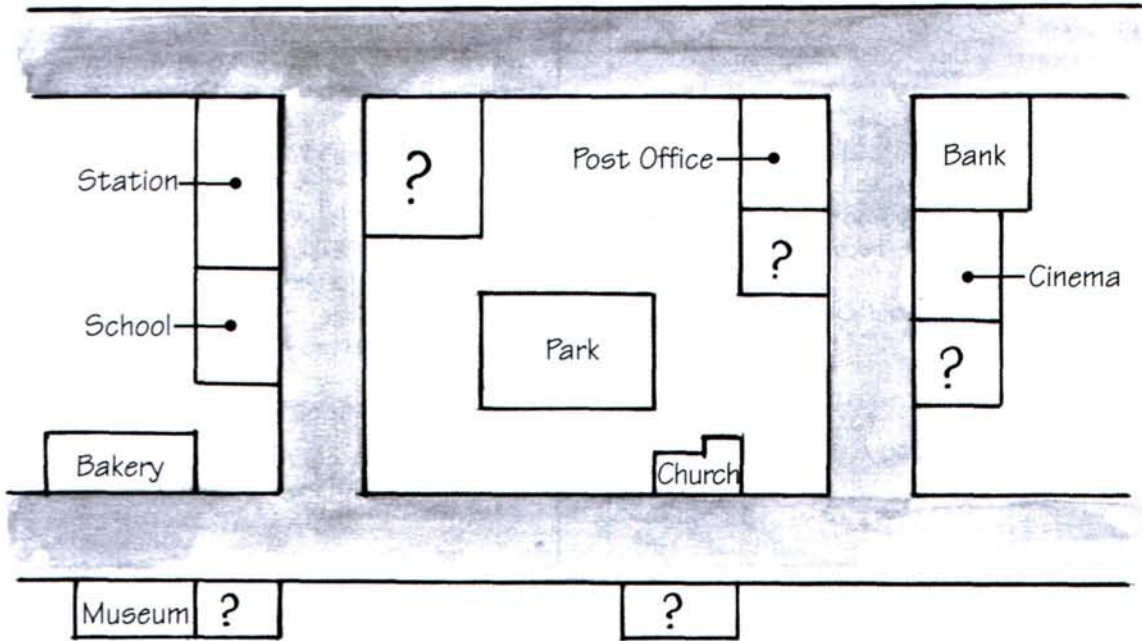 ?
Post Office
Bank
Station
?
Cinema
School
Park
?
Bakery
Church
Museum
?
?